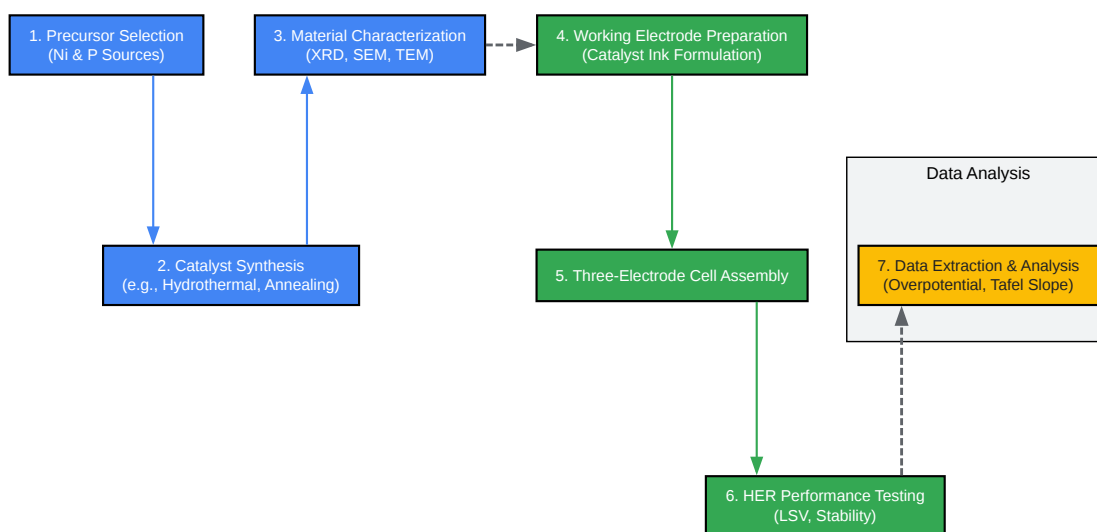 1. Precursor Selection
(Ni & P Sources)
2. Catalyst Synthesis
(e.g., Hydrothermal, Annealing)
3. Material Characterization
(XRD, SEM, TEM)
4. Working Electrode Preparation
(Catalyst Ink Formulation)
5. Three-Electrode Cell Assembly
6. HER Performance Testing
(LSV, Stability)
Data Analysis
7. Data Extraction & Analysis
(Overpotential, Tafel Slope)